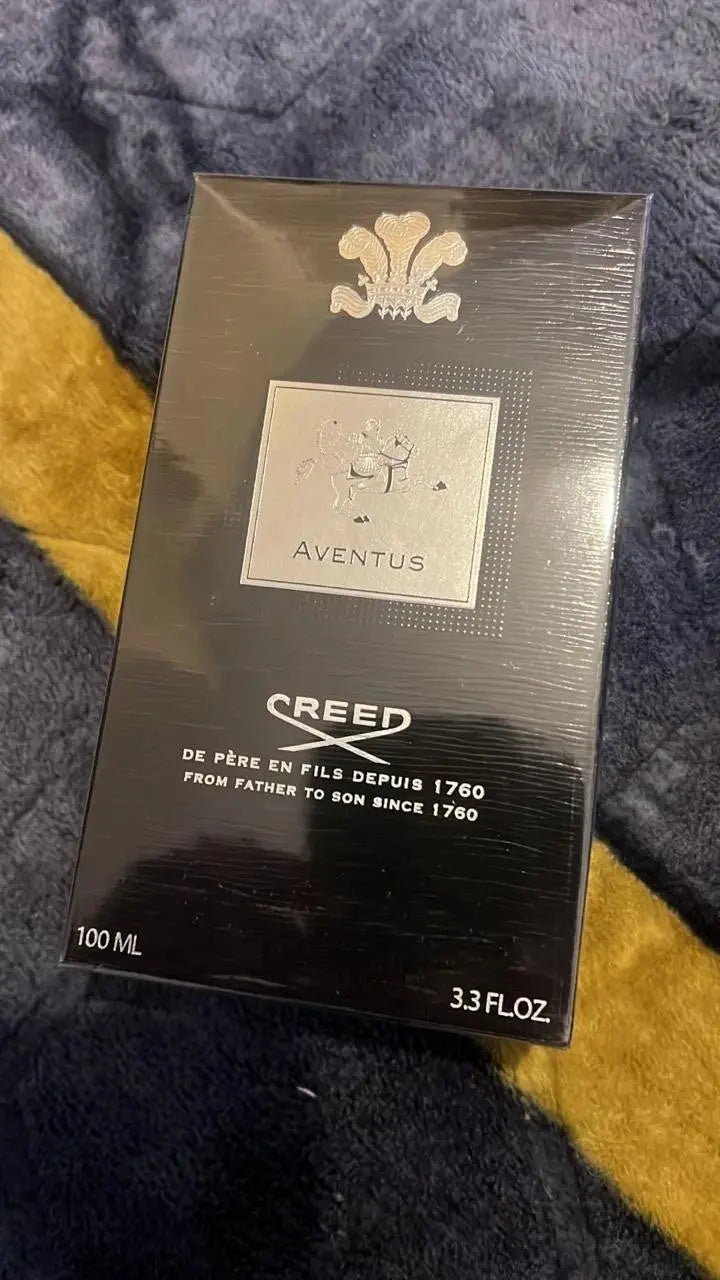 AVENTUS
CREED
DE PÈRE EN FILS DEPUIS 1760
FROM FATHER TO SON SINCE 1760
100 ML
3.3 FL.OZ.